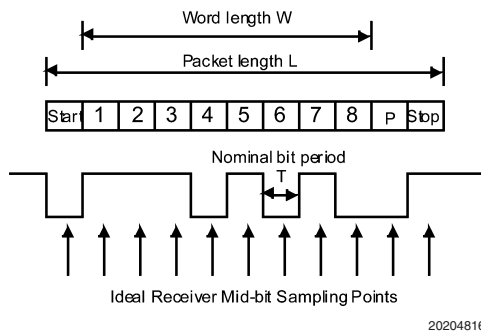 Word length W
Packet length L
Start 1 2 3 4 5 6 7 8 P Stop
Nominal bit period
T
Ideal Receiver Mid-bit Sampling Points
20204816